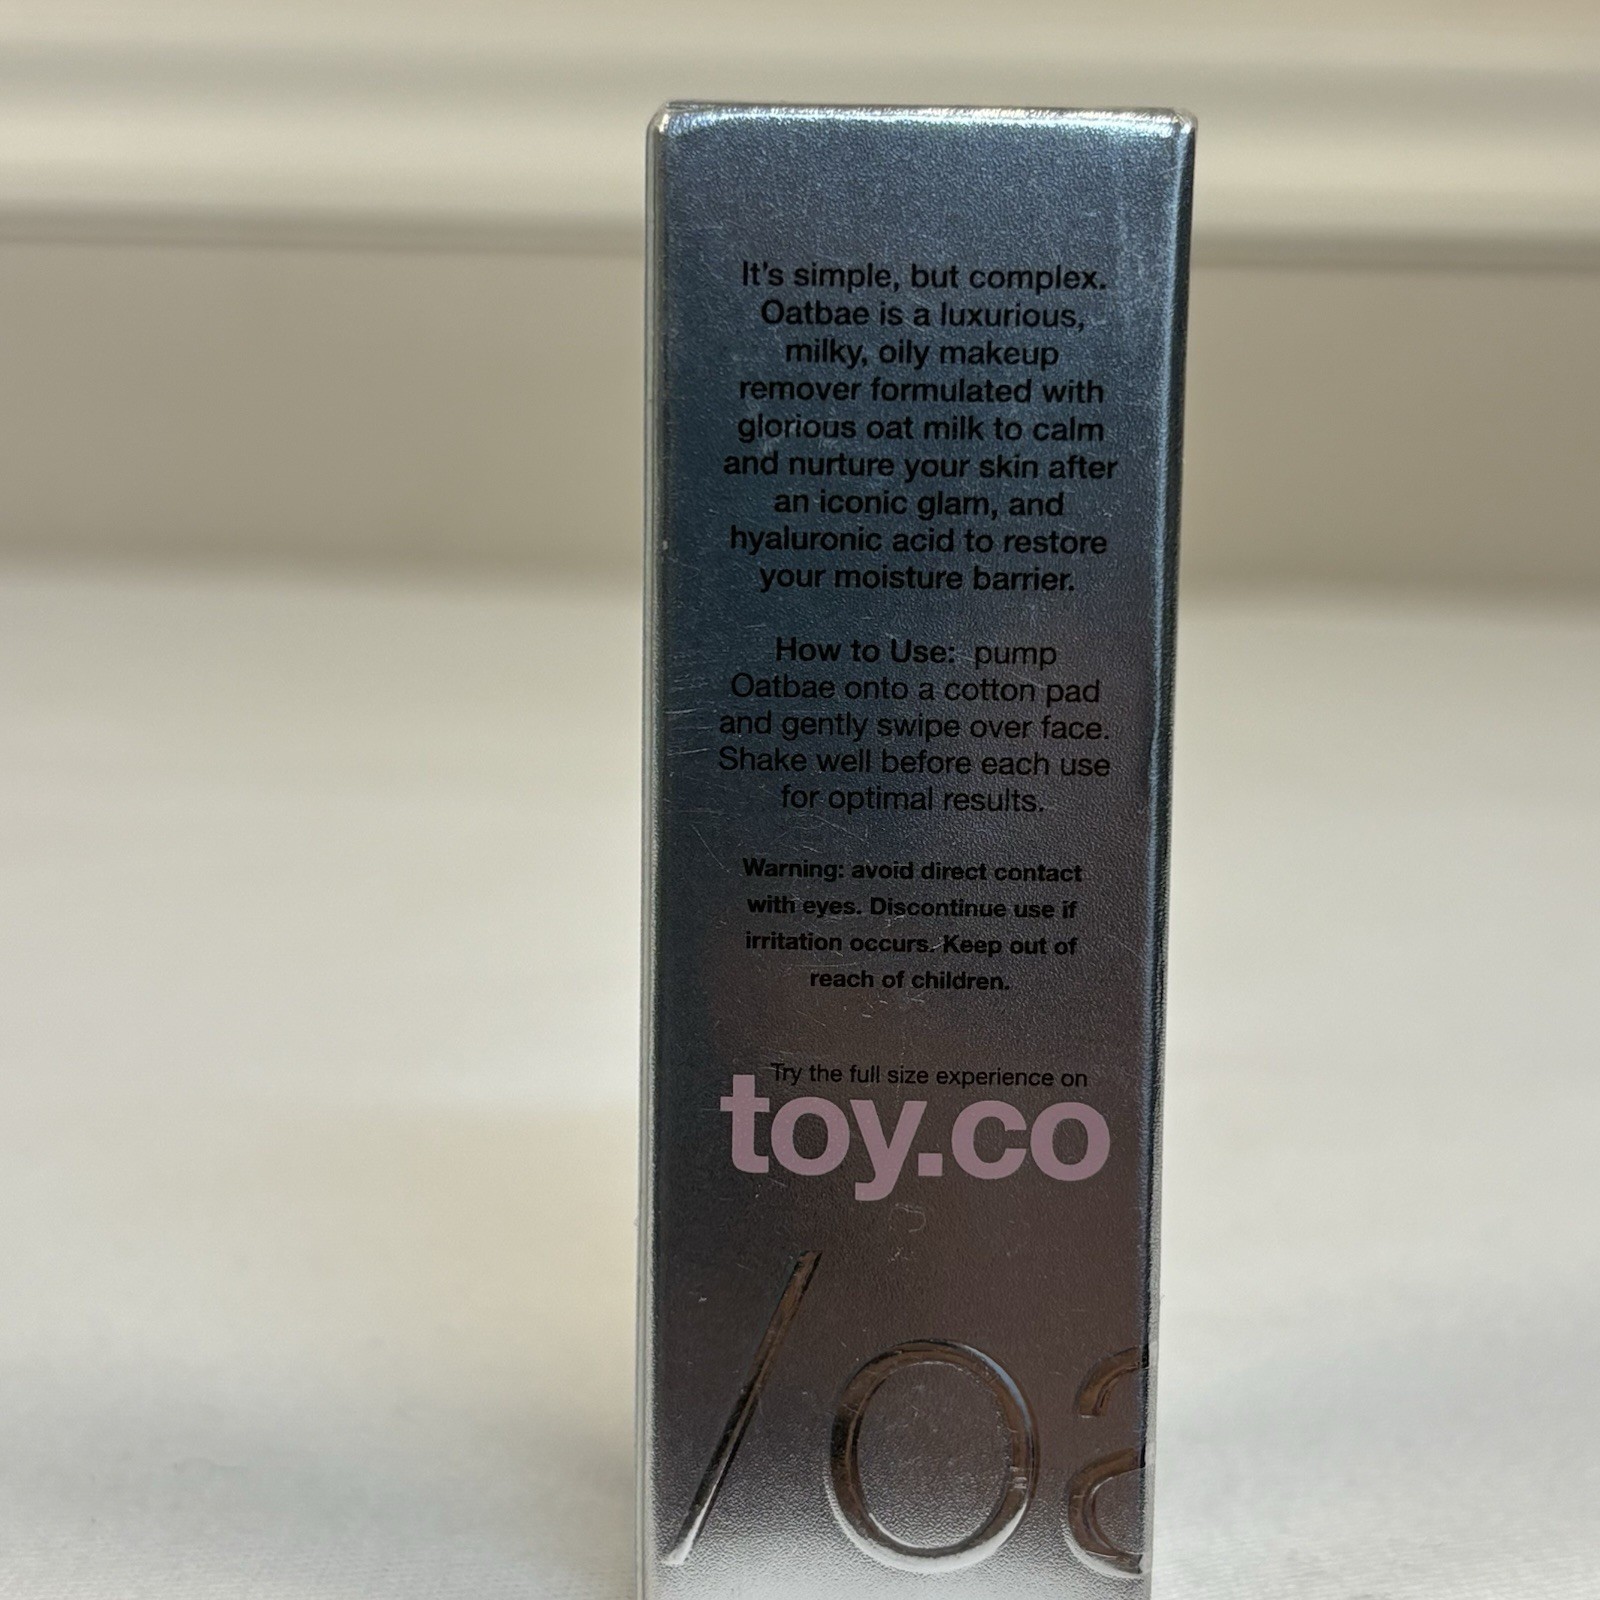 It's simple, but complex.
Oatbae is a luxurious,
milky, oily makeup
remover formulated with
glorious oat milk to calm
and nurture your skin after
an iconic glam, and
hyaluronic acid to restore
your moisture barrier.
How to Use: pump
Oatbae onto a cotton pad
and gently swipe over face.
Shake well before each use
for optimal results.
Warning: avoid direct contact
with eyes. Discontinue use if
irritation occurs. Keep out of
reach of children.
Try the full size experience on
toy.co
/oa